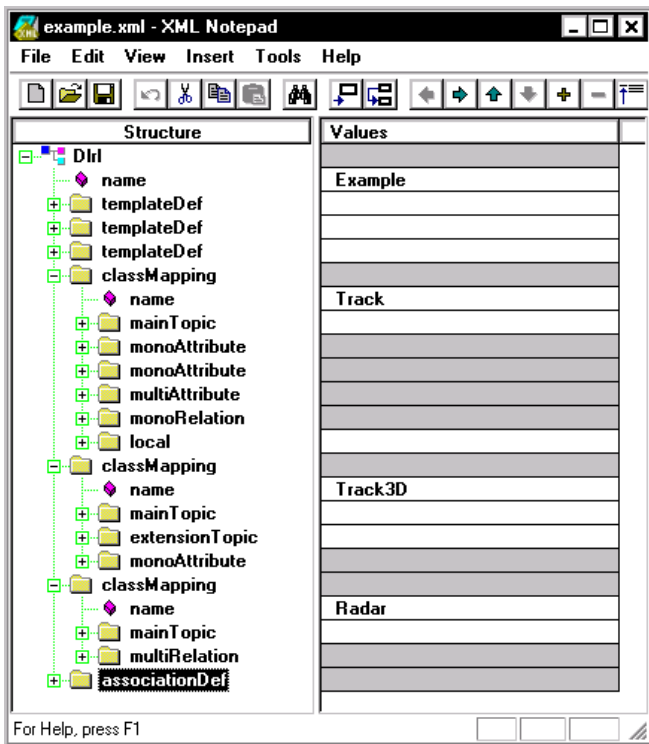 example.xml - XML Notepad
File Edit View Insert Tools Help
Structure Values
Dlrl
name Example
templateDef
templateDef
templateDef
classMapping
name Track
mainTopic
monoAttribute
monoAttribute
multiAttribute
monoRelation
local
classMapping
name Track3D
mainTopic
extensionTopic
monoAttribute
classMapping
name Radar
mainTopic
multiRelation
associationDef
For Help, press F1